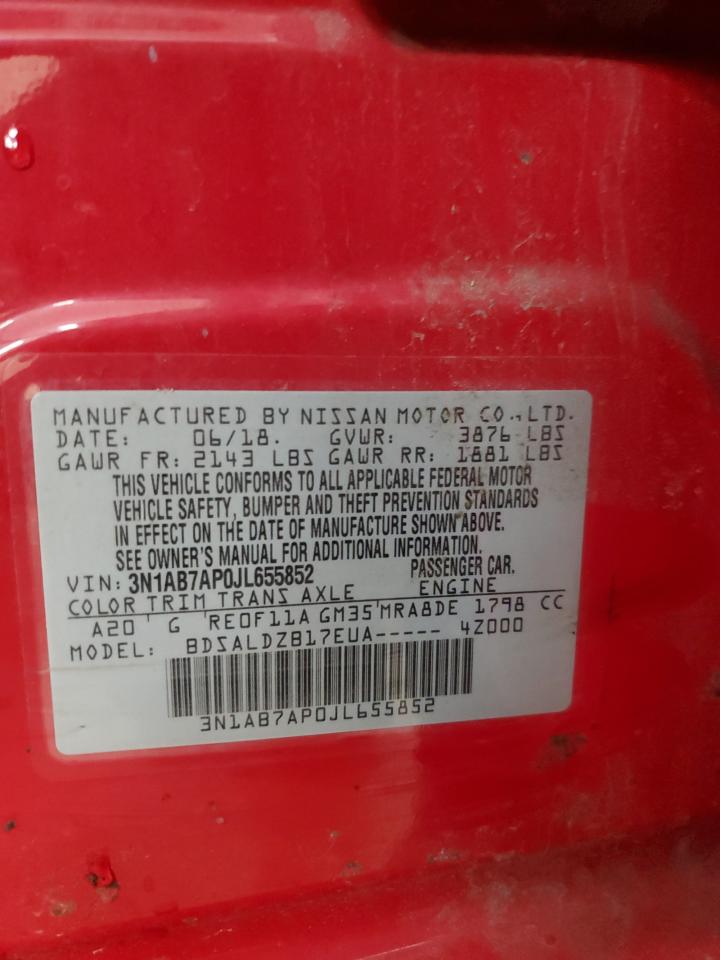 MANUFACTURED BY NISSAN MOTOR CO., LTD.
DATE: 06/18. GVWR: 3876 LBS
GAWR FR: 2143 LBS GAWR RR: 1881 LBS
THIS VEHICLE CONFORMS TO ALL APPLICABLE FEDERAL MOTOR
VEHICLE SAFETY, BUMPER AND THEFT PREVENTION STANDARDS
IN EFFECT ON THE DATE OF MANUFACTURE SHOWN ABOVE.
SEE OWNER'S MANUAL FOR ADDITIONAL INFORMATION.
VIN: 3N1AB7AP0JL655852 PASSENGER CAR.
COLOR TRIM TRANS AXLE ENGINE
A20 G RE0F11A GM35 MRA8DE 1798 CC
MODEL: BDSALDZB17EUA----- 4Z000
3N1AB7AP0JL655852